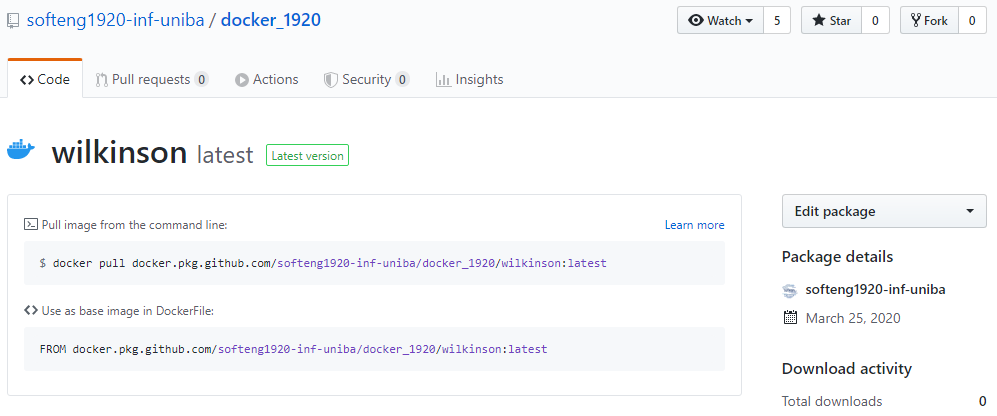 softeng1920-inf-uniba / docker_1920
Watch 5 Star 0 Fork 0
Code Pull requests 0 Actions Security 0 Insights
wilkinson latest Latest version
Pull image from the command line: Learn more
$ docker pull docker.pkg.github.com/softeng1920-inf-uniba/docker_1920/wilkinson:latest
Use as base image in DockerFile:
FROM docker.pkg.github.com/softeng1920-inf-uniba/docker_1920/wilkinson:latest
Edit package
Package details
softeng1920-inf-uniba
March 25, 2020
Download activity
Total downloads 0